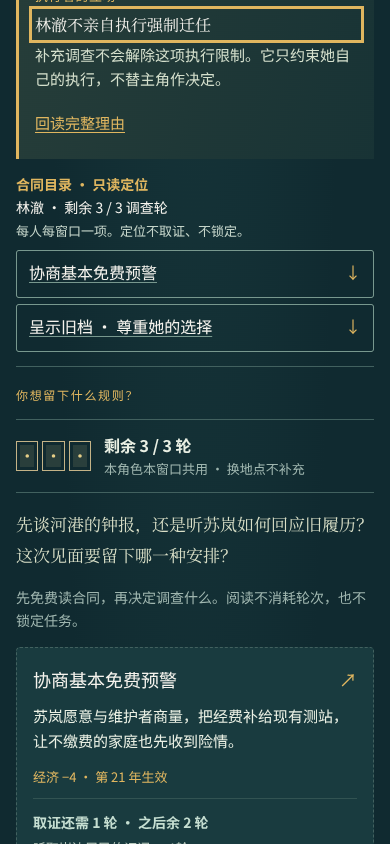 林澈不亲自执行强制迁任
补充调查不会解除这项执行限制。它只约束她自
己的执行，不替主角作决定。
回读完整理由
合同目录 · 只读定位
林澈 · 剩余 3 / 3 调查轮
每人每窗口一项。定位不取证、不锁定。
协商基本免费预警 ↓
呈示旧档 · 尊重她的选择 ↓
你想留下什么规则？
剩余 3 / 3 轮
本角色本窗口共用 · 换地点不补充
先谈河港的钟报，还是听苏岚如何回应旧履历？
这次见面要留下哪一种安排？
先免费读合同，再决定调查什么。阅读不消耗轮次，也不
锁定任务。
协商基本免费预警 ↗
苏岚愿意与维护者商量，把经费补给现有测站，
让不缴费的家庭也先收到险情。
经济 −4 · 第 21 年生效
取证还需 1 轮 · 之后余 2 轮